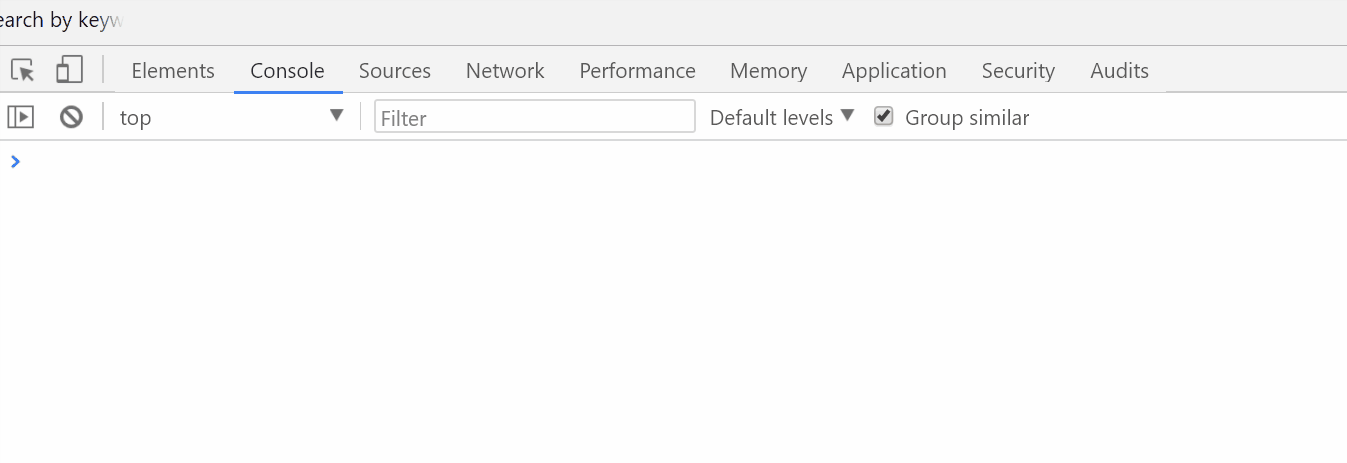 earch by keyw
Elements Console Sources Network Performance Memory Application Security Audits
top Filter Default levels Group similar